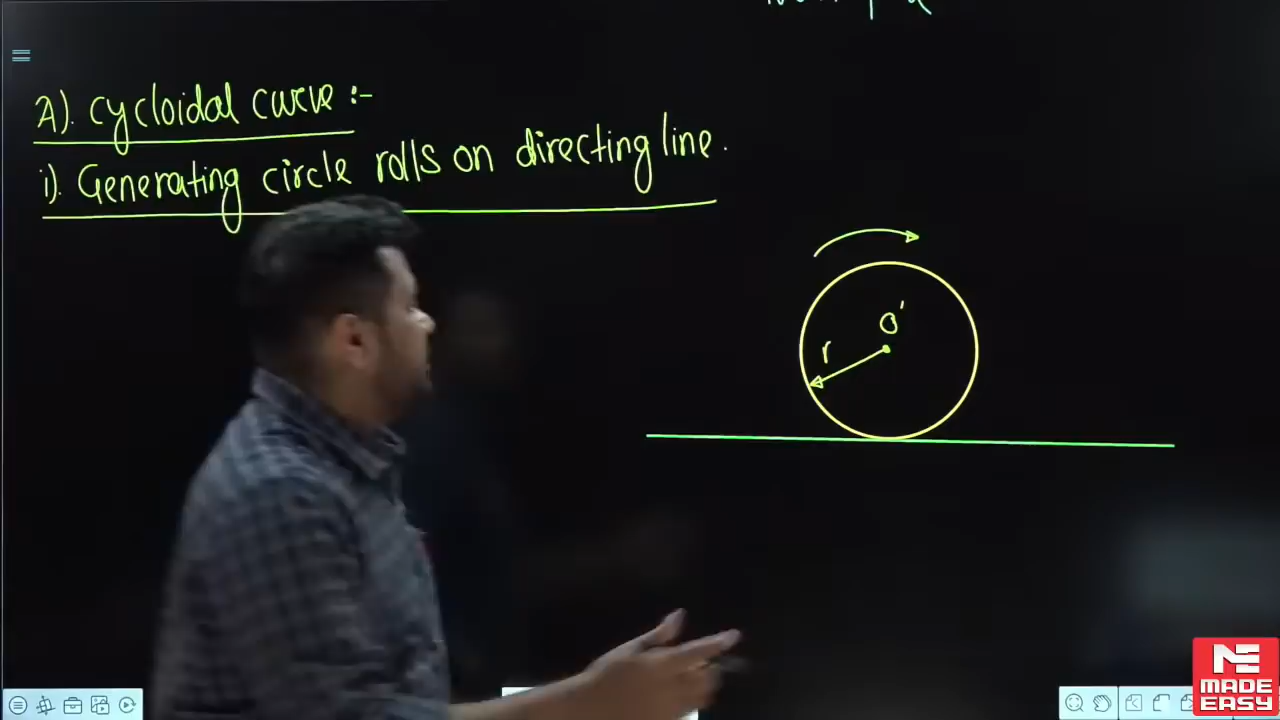 A). Cycloidal curve :-
i). Generating circle rolls on directing line.
O'
r
MADE
EASY